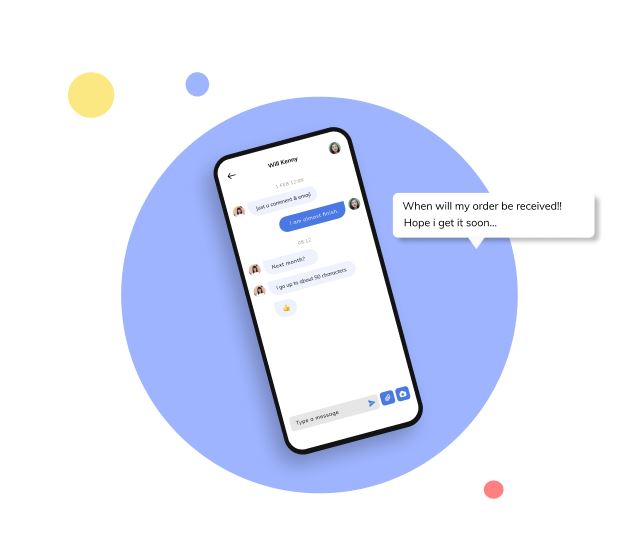 Will Kenny
1 FEB 12:00
Just a comment & emoji
I am almost finish.
08:12
Next month?
I go up to about 50 characters
Type a message
When will my order be received!!
Hope i get it soon...